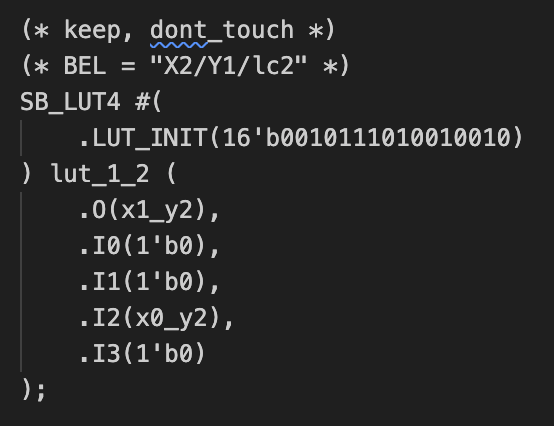 (* keep, dont_touch *)
(* BEL = "X2/Y1/lc2" *)
SB_LUT4 #(
    .LUT_INIT(16'b0010111010010010)
) lut_1_2 (
    .O(x1_y2),
    .I0(1'b0),
    .I1(1'b0),
    .I2(x0_y2),
    .I3(1'b0)
);